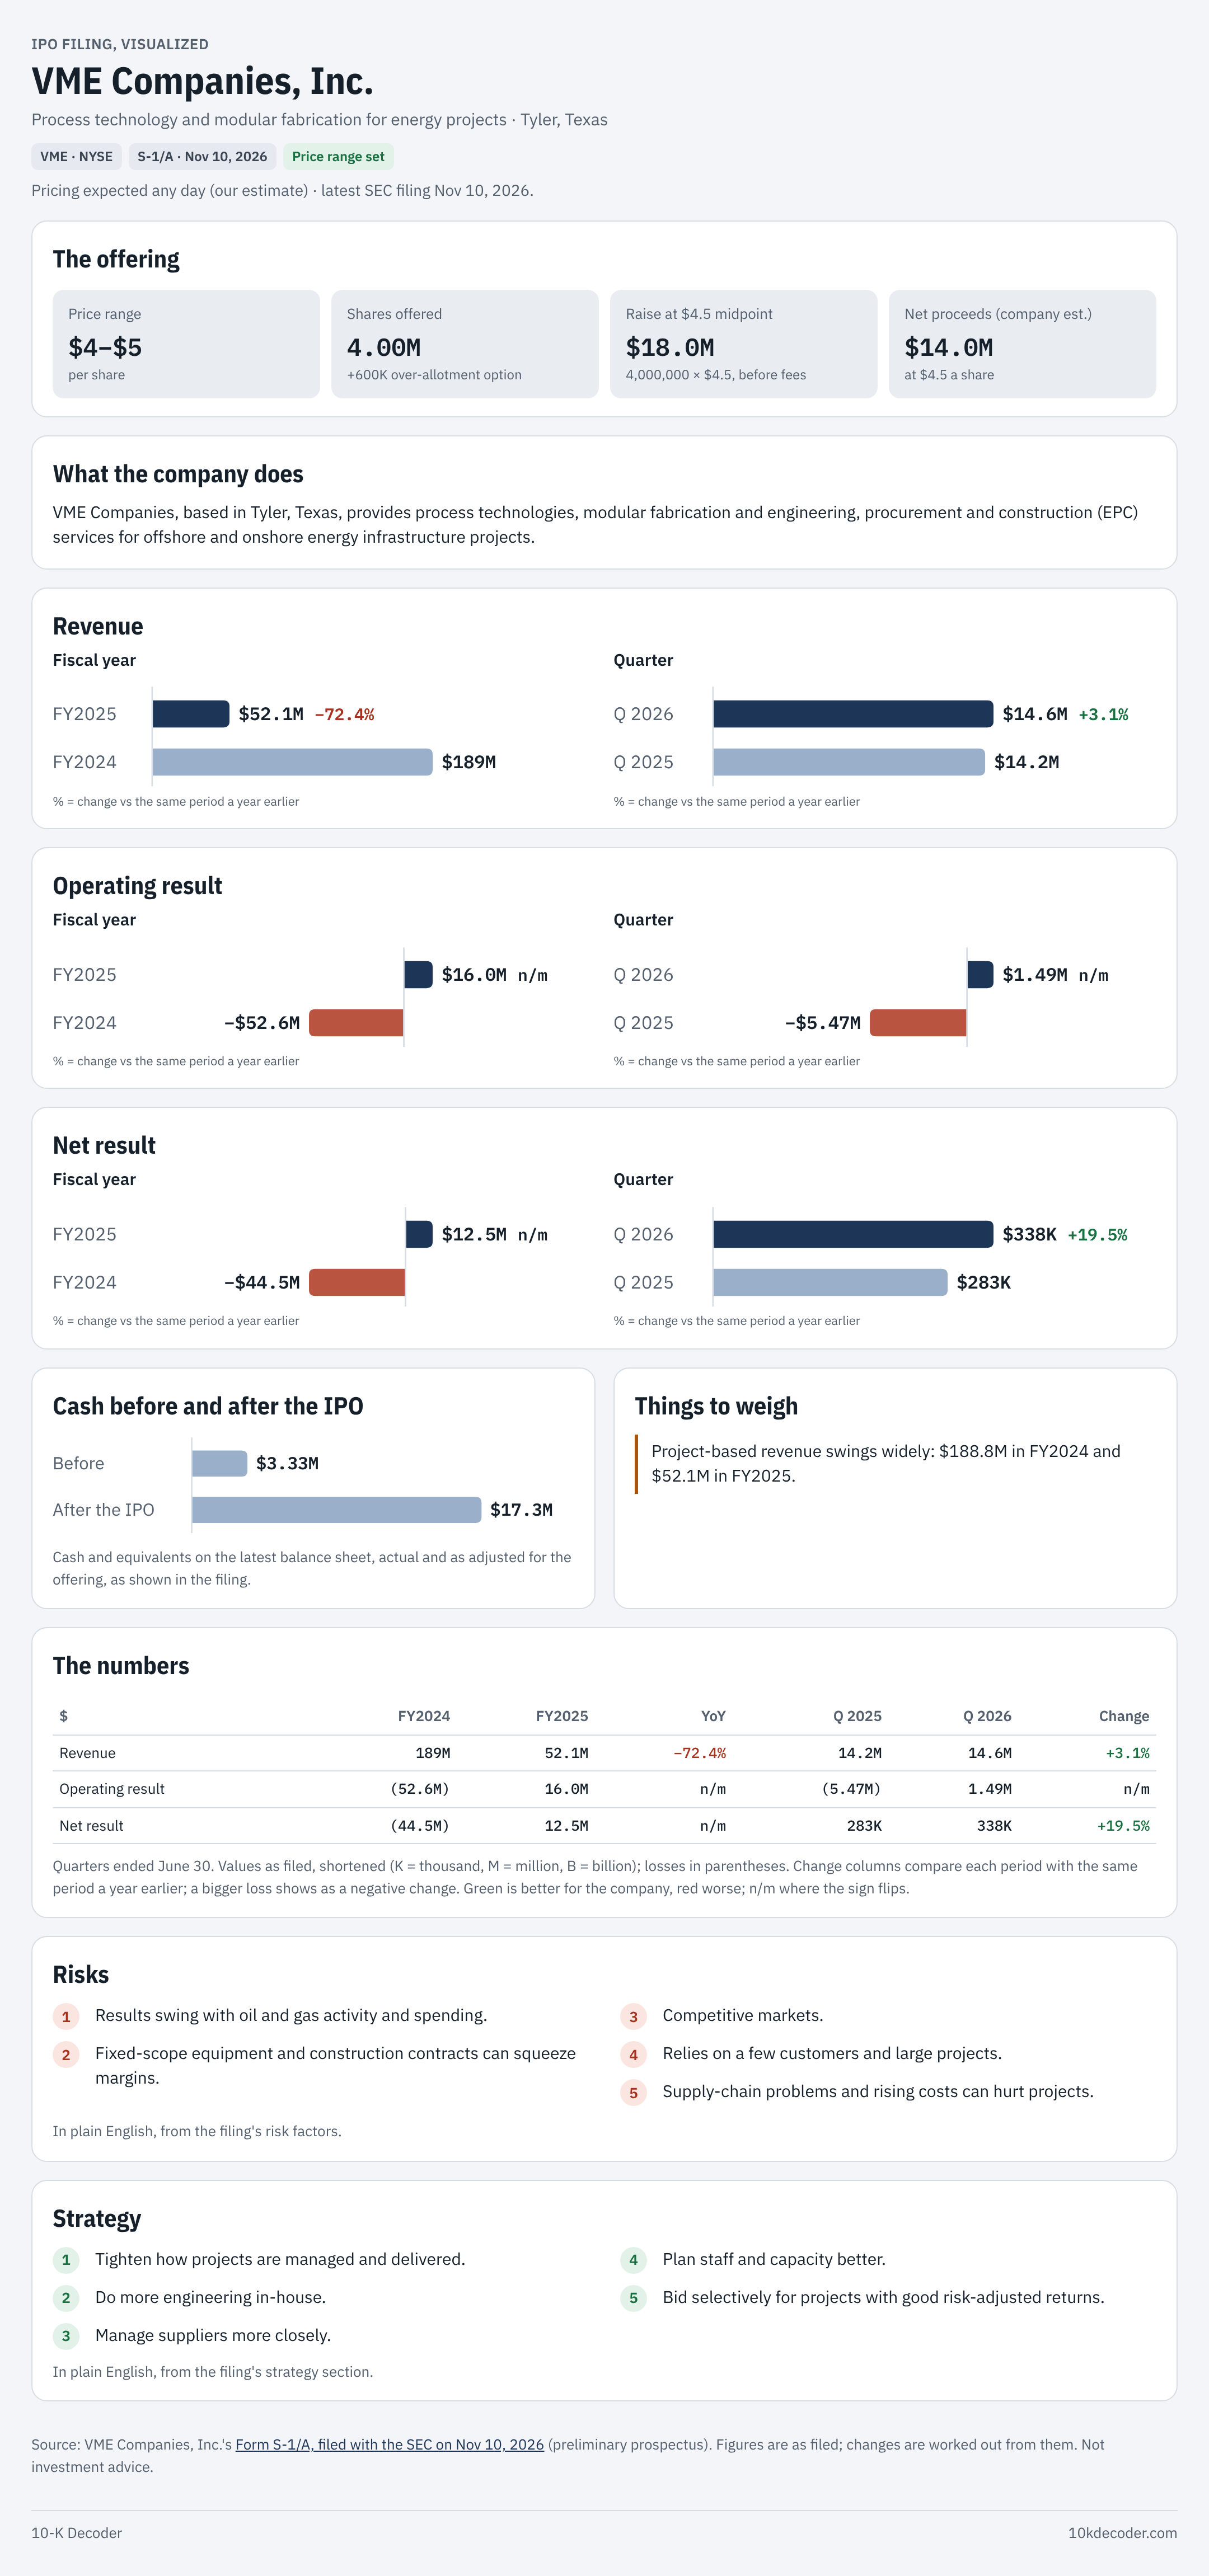 IPO FILING, VISUALIZED
VME Companies, Inc.
Process technology and modular fabrication for energy projects · Tyler, Texas
VME · NYSE
S-1/A · Nov 10, 2026
Price range set
Pricing expected any day (our estimate) · latest SEC filing Nov 10, 2026.
The offering
Price range
$4–$5
per share
Shares offered
4.00M
+600K over-allotment option
Raise at $4.5 midpoint
$18.0M
4,000,000 × $4.5, before fees
Net proceeds (company est.)
$14.0M
at $4.5 a share
What the company does
VME Companies, based in Tyler, Texas, provides process technologies, modular fabrication and engineering, procurement and construction (EPC)
services for offshore and onshore energy infrastructure projects.
Revenue
Fiscal year
FY2025 $52.1M −72.4%
FY2024 $189M
% = change vs the same period a year earlier
Quarter
Q 2026 $14.6M +3.1%
Q 2025 $14.2M
% = change vs the same period a year earlier
Operating result
Fiscal year
FY2025 $16.0M n/m
FY2024 −$52.6M
% = change vs the same period a year earlier
Quarter
Q 2026 $1.49M n/m
Q 2025 −$5.47M
% = change vs the same period a year earlier
Net result
Fiscal year
FY2025 $12.5M n/m
FY2024 −$44.5M
% = change vs the same period a year earlier
Quarter
Q 2026 $338K +19.5%
Q 2025 $283K
% = change vs the same period a year earlier
Cash before and after the IPO
Before $3.33M
After the IPO $17.3M
Cash and equivalents on the latest balance sheet, actual and as adjusted for the
offering, as shown in the filing.
Things to weigh
Project-based revenue swings widely: $188.8M in FY2024 and
$52.1M in FY2025.
The numbers
$ FY2024 FY2025 YoY Q 2025 Q 2026 Change
Revenue 189M 52.1M −72.4% 14.2M 14.6M +3.1%
Operating result (52.6M) 16.0M n/m (5.47M) 1.49M n/m
Net result (44.5M) 12.5M n/m 283K 338K +19.5%
Quarters ended June 30. Values as filed, shortened (K = thousand, M = million, B = billion); losses in parentheses. Change columns compare each period with the same
period a year earlier; a bigger loss shows as a negative change. Green is better for the company, red worse; n/m where the sign flips.
Risks
1 Results swing with oil and gas activity and spending.
2 Fixed-scope equipment and construction contracts can squeeze
margins.
3 Competitive markets.
4 Relies on a few customers and large projects.
5 Supply-chain problems and rising costs can hurt projects.
In plain English, from the filing's risk factors.
Strategy
1 Tighten how projects are managed and delivered.
2 Do more engineering in-house.
3 Manage suppliers more closely.
4 Plan staff and capacity better.
5 Bid selectively for projects with good risk-adjusted returns.
In plain English, from the filing's strategy section.
Source: VME Companies, Inc.'s Form S-1/A, filed with the SEC on Nov 10, 2026 (preliminary prospectus). Figures are as filed; changes are worked out from them. Not
investment advice.
10-K Decoder
10kdecoder.com